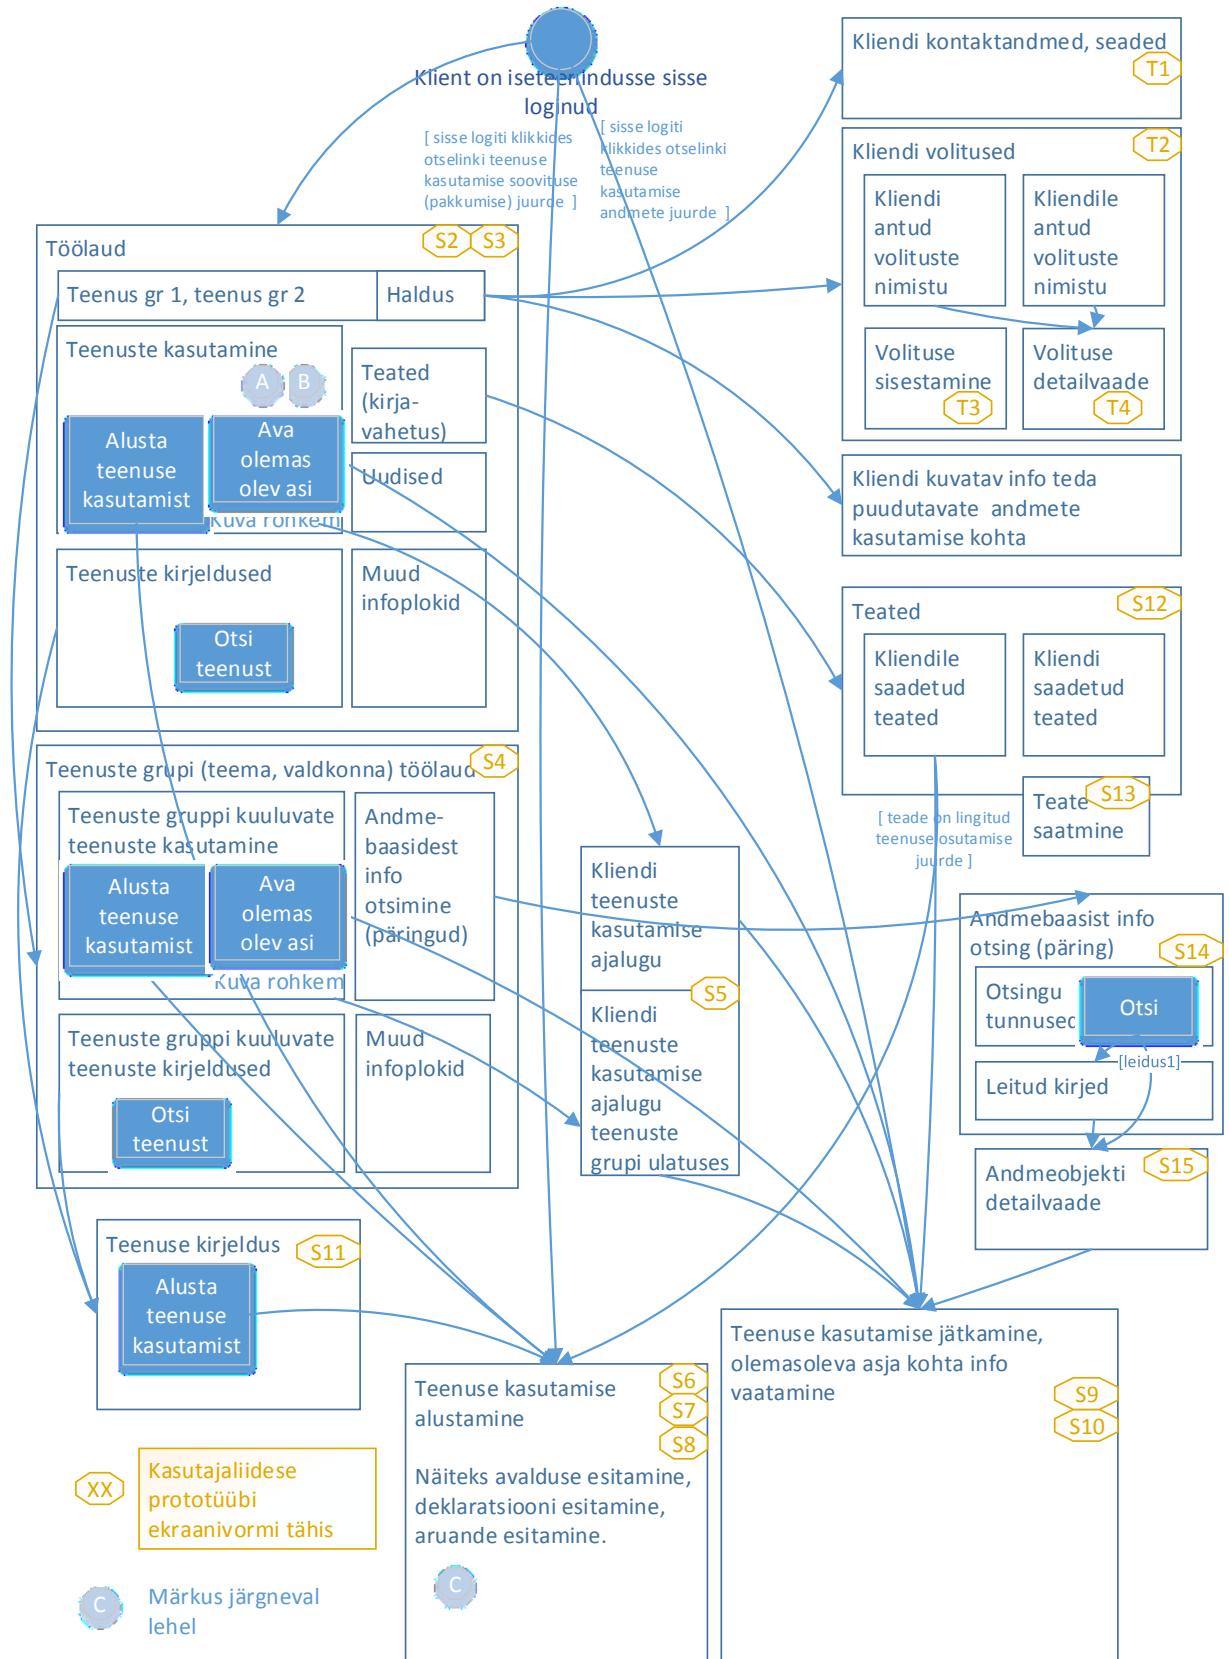 Klient on iseteenindusse sisse
loginud
[ sisse logiti klikkides
otselinki teenuse
kasutamise soovituse
(pakkumise) juurde ]
[ sisse logiti
klikkides otselinki
teenuse
kasutamise
andmete juurde ]
Kliendi kontaktandmed, seaded
T1
Kliendi volitused
T2
Kliendi
antud
volituste
nimistu
Kliendile
antud
volituste
nimistu
Volituse
sisestamine
T3
Volituse
detailvaade
T4
Kliendi kuvatav info teda
puudutavate andmete
kasutamise kohta
Töölaud
S2
S3
Teenus gr 1, teenus gr 2
Haldus
Teenuste kasutamine
A
B
Alusta
teenuse
kasutamist
Ava
olemas
olev asi
Kuva rohkem
Teated
(kirja-
vahetus)
Uudised
Teenuste kirjeldused
Otsi
teenust
Muud
infoplokid
Teated
S12
Kliendile
saadetud
teated
Kliendi
saadetud
teated
Teate
saatmine
S13
[ teade on lingitud
teenuse osutamise
juurde ]
Teenuste grupi (teema, valdkonna) töölaud
S4
Teenuste gruppi kuuluvate
teenuste kasutamine
Alusta
teenuse
kasutamist
Ava
olemas
olev asi
Kuva rohkem
Andme-
baasidest
info
otsimine
(päringud)
Teenuste gruppi kuuluvate
teenuste kirjeldused
Otsi
teenust
Muud
infoplokid
Kliendi
teenuste
kasutamise
ajalugu
S5
Kliendi
teenuste
kasutamise
ajalugu
teenuste
grupi ulatuses
Andmebaasist info
otsing (päring)
S14
Otsingu
tunnused
Otsi
[leidus1]
Leitud kirjed
Andmeobjekti
detailvaade
S15
Teenuse kirjeldus
S11
Alusta
teenuse
kasutamist
Teenuse kasutamise
alustamine
S6
S7
S8
Näiteks avalduse esitamine,
deklaratsiooni esitamine,
aruande esitamine.
C
Teenuse kasutamise jätkamine,
olemasoleva asja kohta info
vaatamine
S9
S10
XX
Kasutajaliidese
prototüübi
ekraanivormi tähis
C
Märkus järgneval
lehel